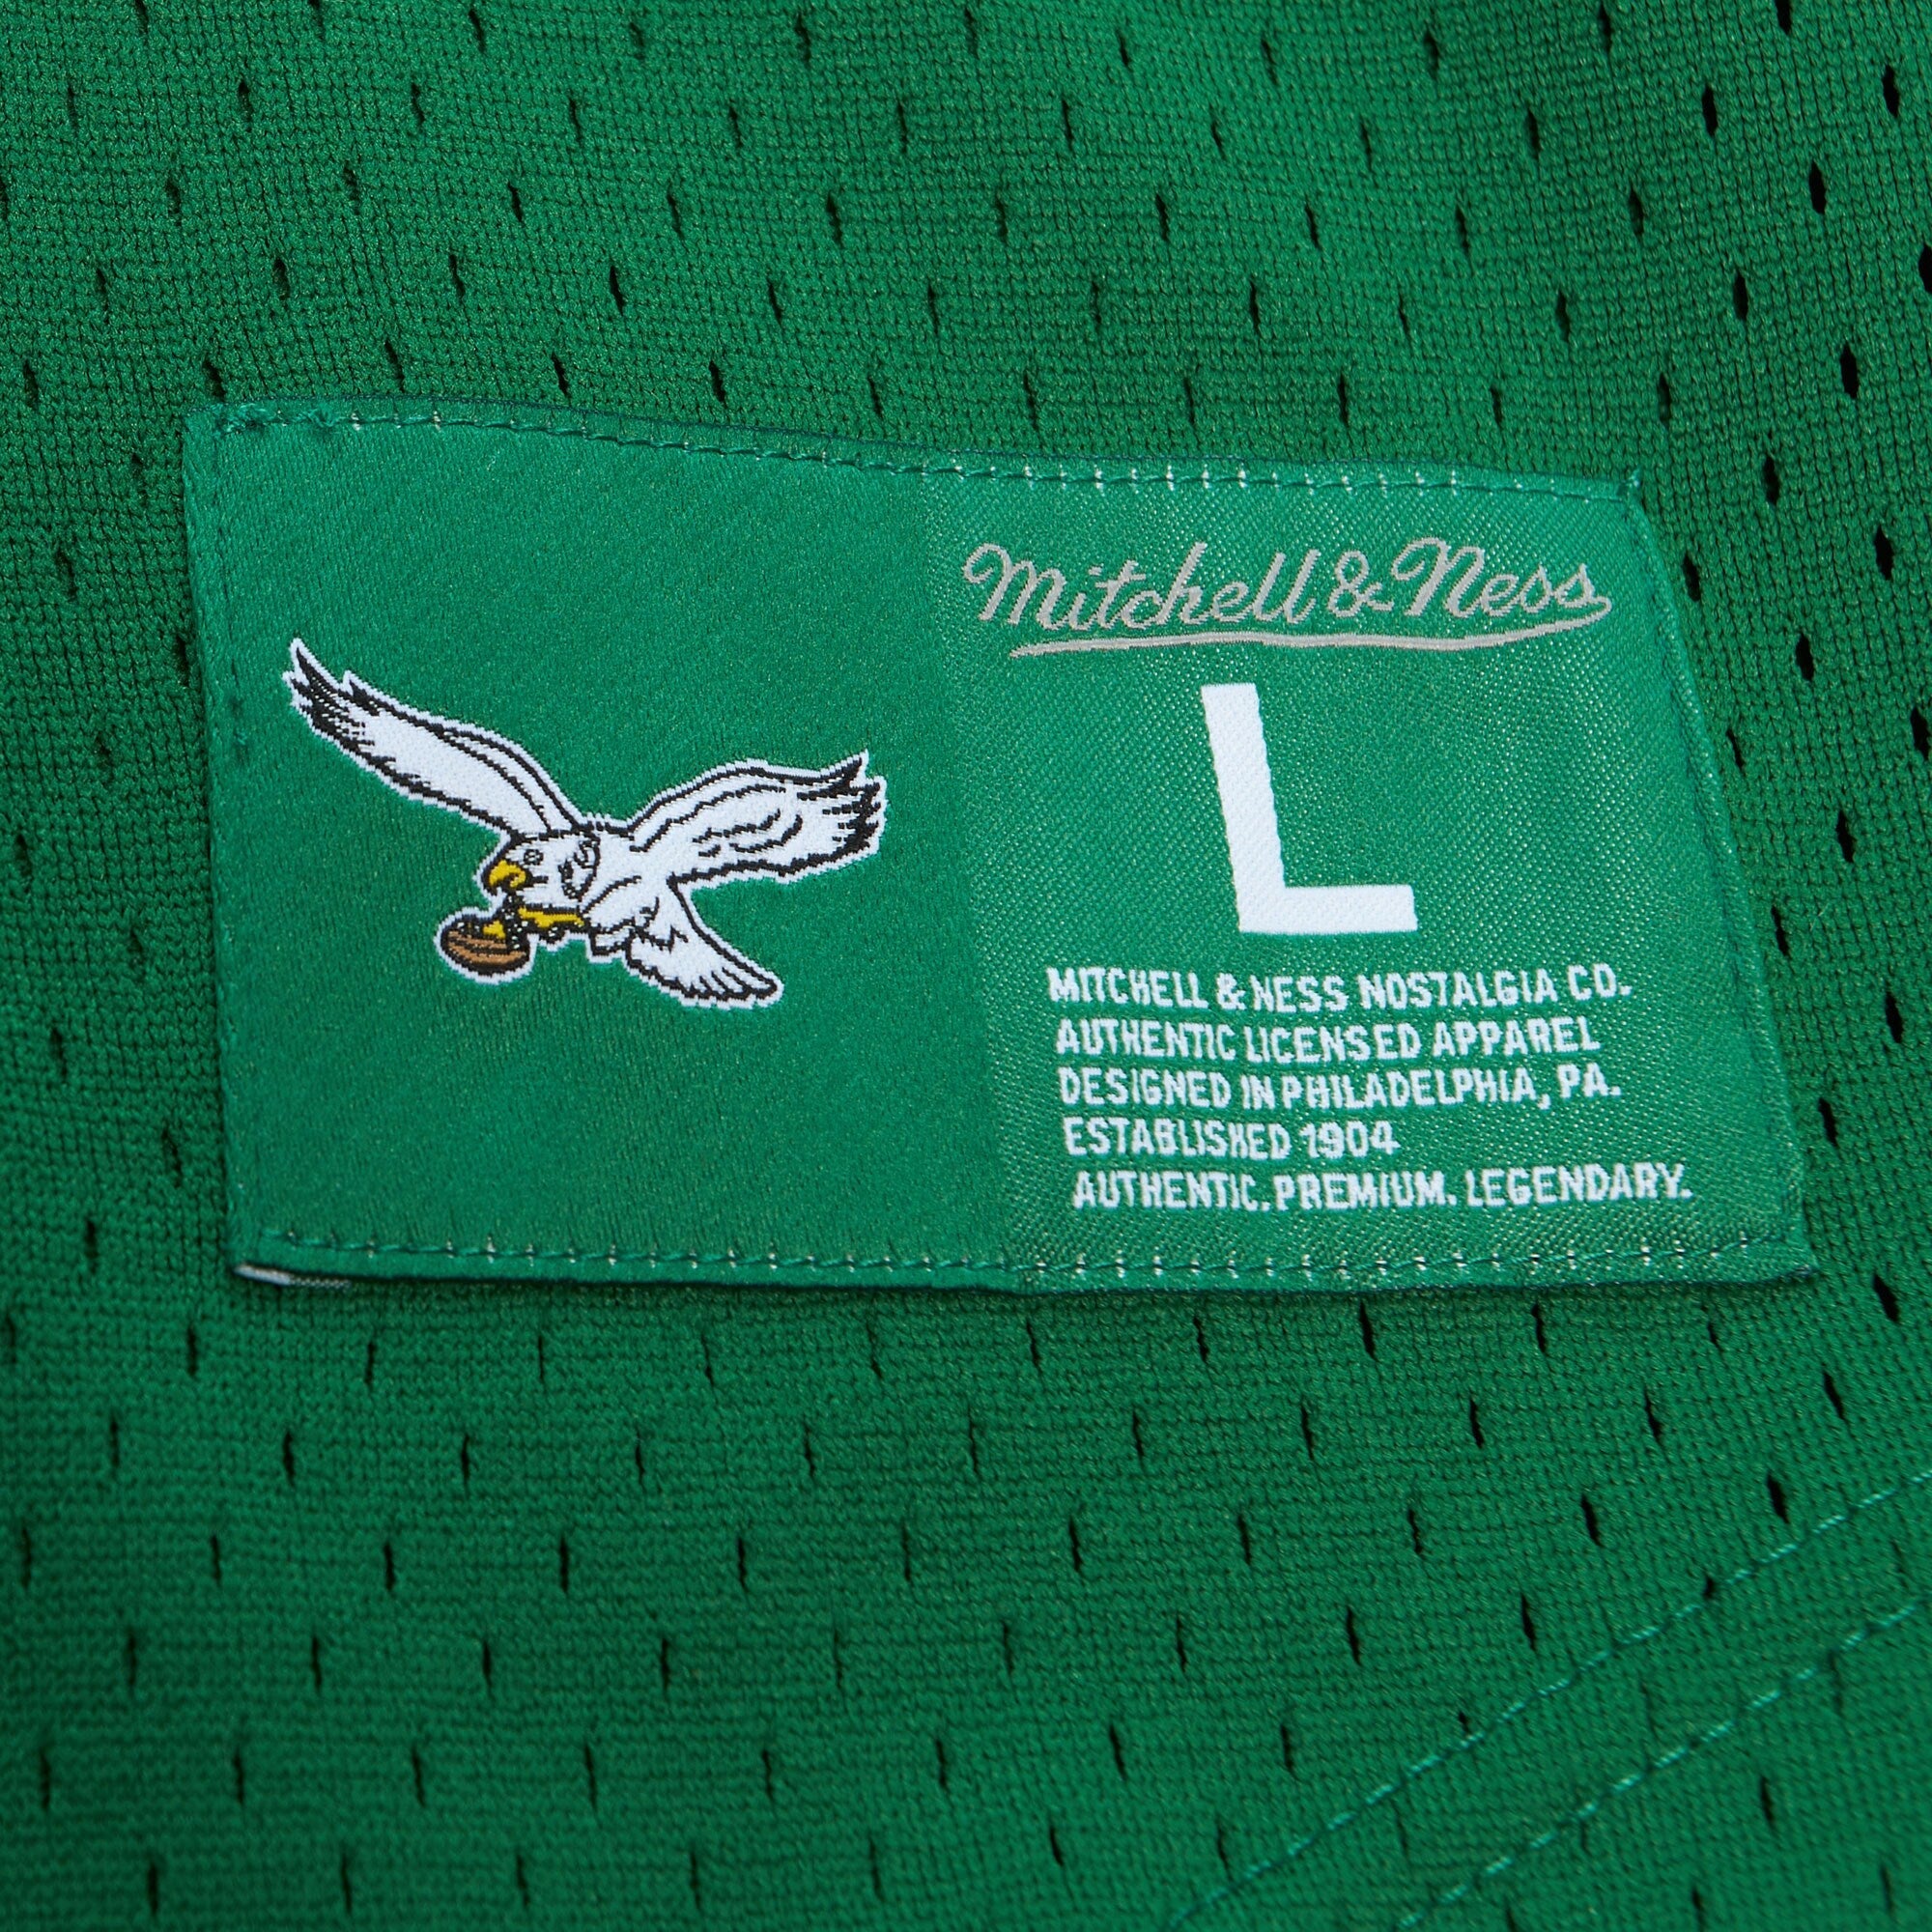 Mitchell & Ness
L
MITCHELL & NESS NOSTALGIA CO.
AUTHENTIC LICENSED APPAREL
DESIGNED IN PHILADELPHIA, PA.
ESTABLISHED 1904
AUTHENTIC. PREMIUM. LEGENDARY.